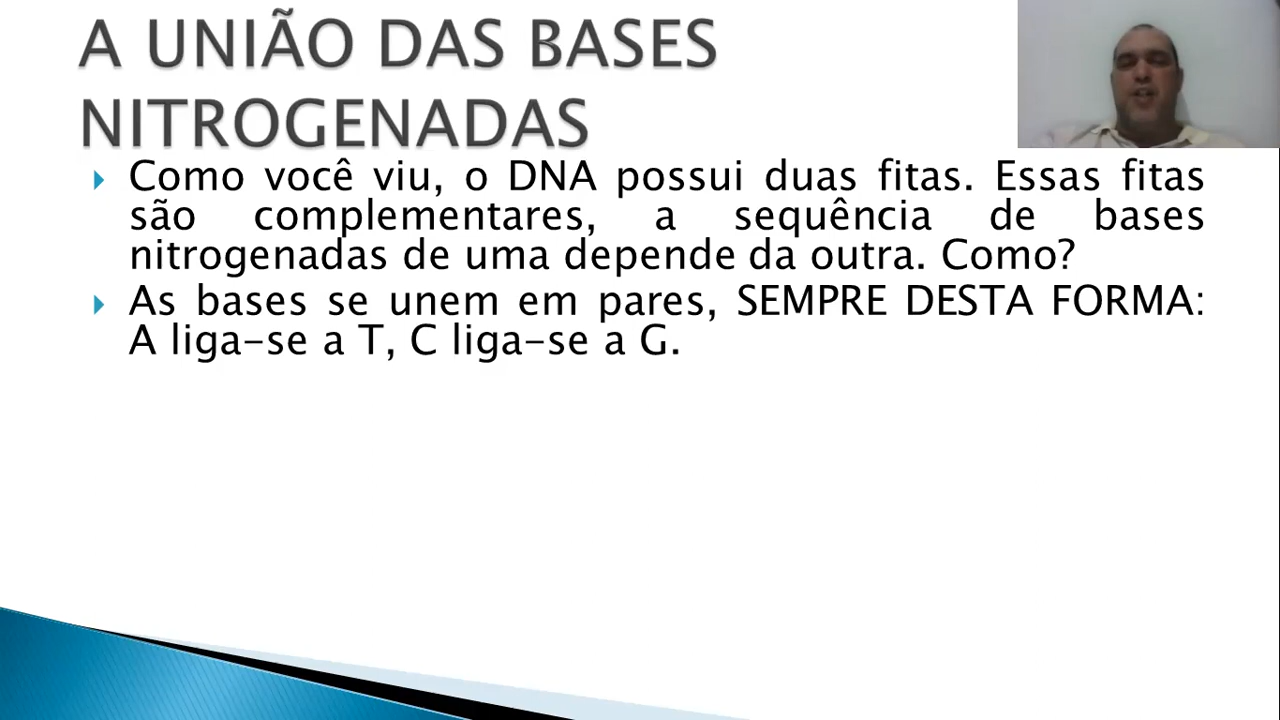 A UNIÃO DAS BASES
NITROGENADAS
Como você viu, o DNA possui duas fitas. Essas fitas
são complementares, a sequência de bases
nitrogenadas de uma depende da outra. Como?
As bases se unem em pares, SEMPRE DESTA FORMA:
A liga-se a T, C liga-se a G.